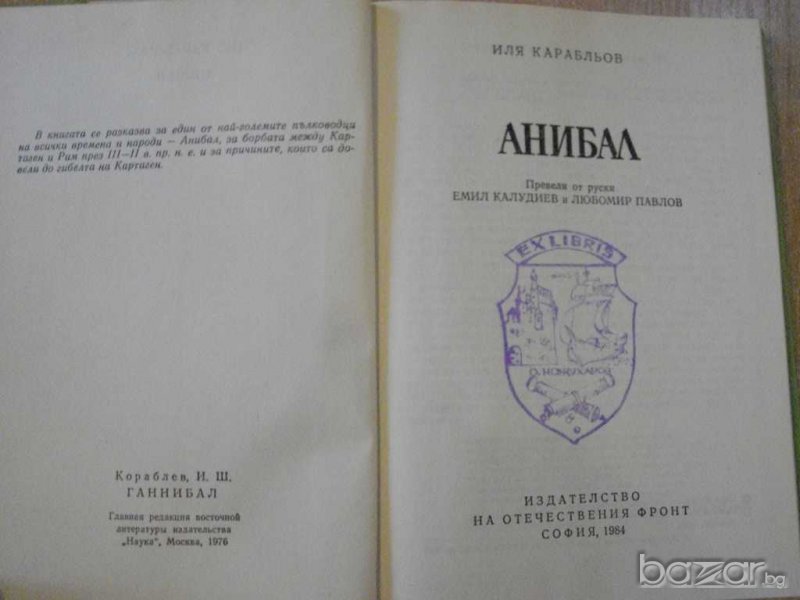 В книгата се разказва за един от най-големите пълководци
на всички времена и народи — Анибал, за борбата между Кар-
таген и Рим през III—II в. пр. н. е. и за причините, които са до-
вели до гибелта на Картаген.
Кораблев, И. Ш.
ГАННИБАЛ
Главная редакция восточной
литературы издательства
„Наука", Москва, 1976
ИЛЯ КАРАБЛЬОВ
АНИБАЛ
Превели от руски
ЕМИЛ КАЛУДИЕВ и ЛЮБОМИР ПАВЛОВ
EX LIBRIS
ИЗДАТЕЛСТВО
НА ОТЕЧЕСТВЕНИЯ ФРОНТ
СОФИЯ, 1984
bazar.bg